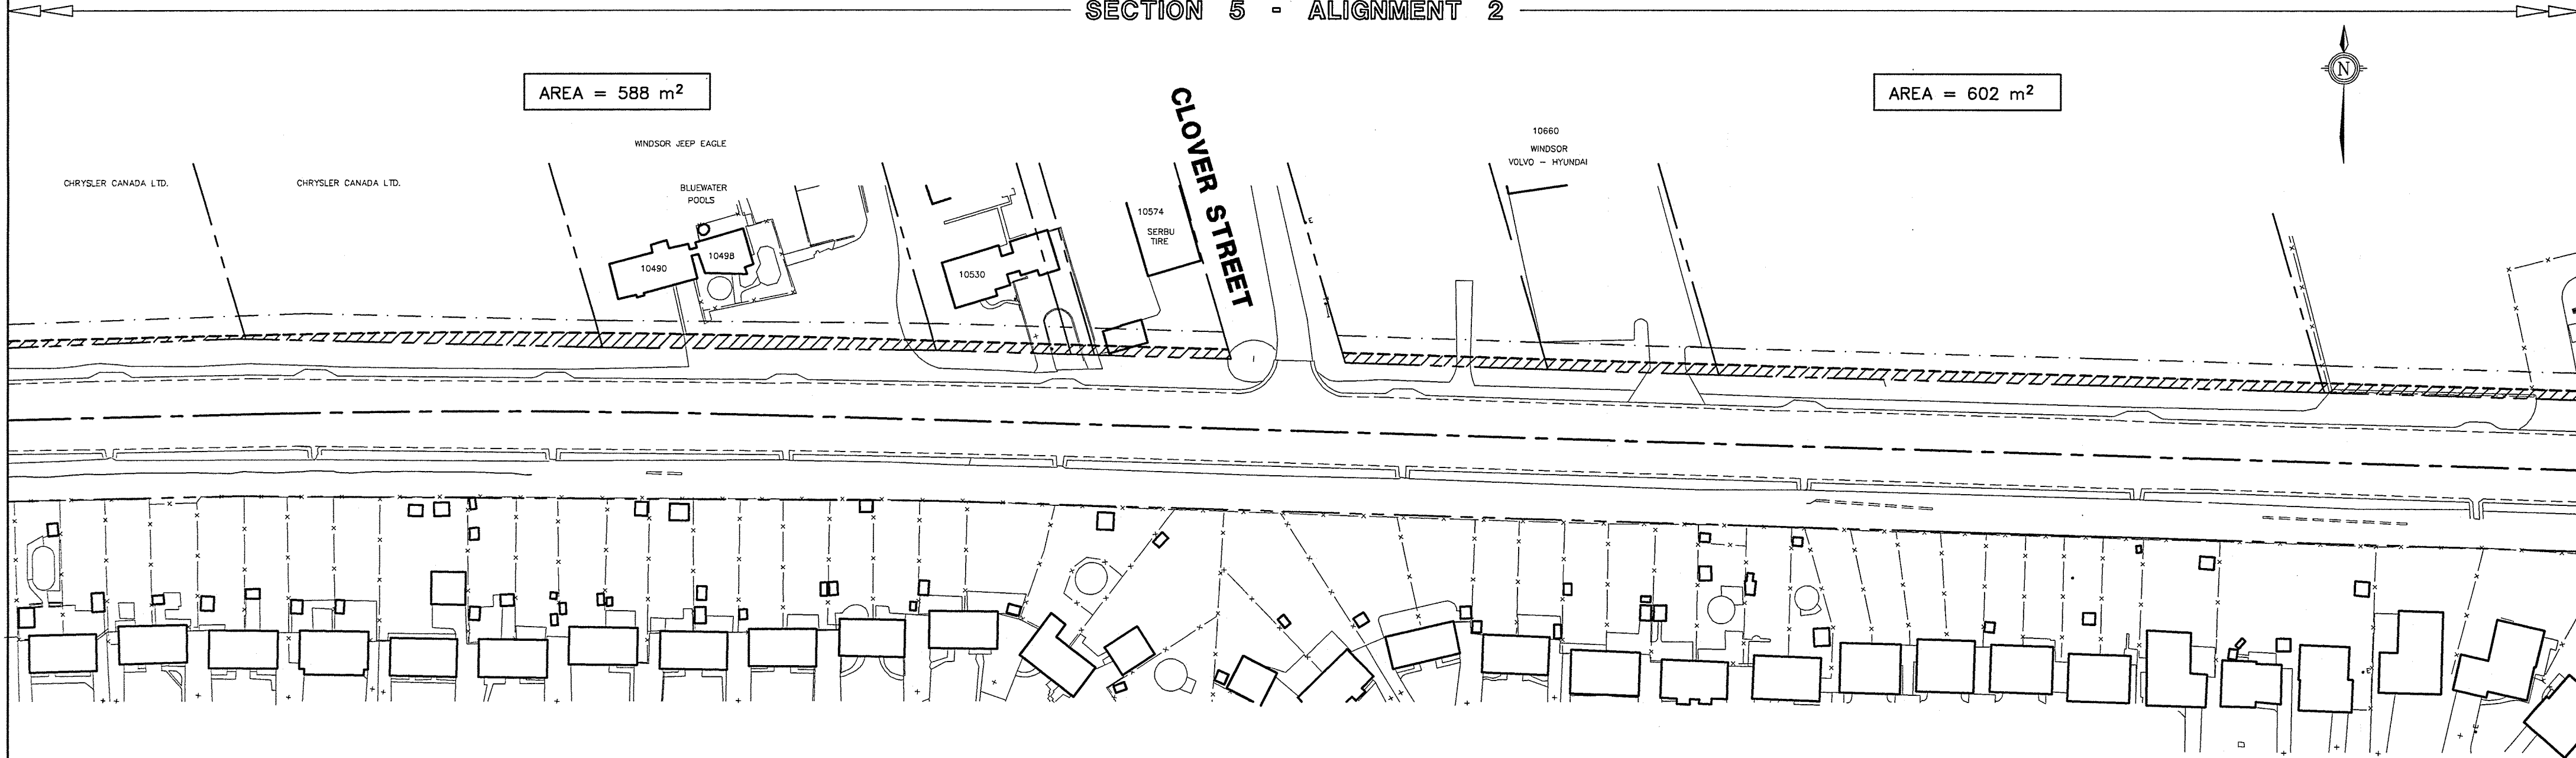 SECTION 5 - ALIGNMENT 2
N
AREA = 588 m²
AREA = 602 m²
CLOVER STREET
10660
WINDSOR
VOLVO - HYUNDAI
WINDSOR JEEP EAGLE
CHRYSLER CANADA LTD.
CHRYSLER CANADA LTD.
BLUEWATER
POOLS
10574
SERBU
TIRE
10490
10498
10530